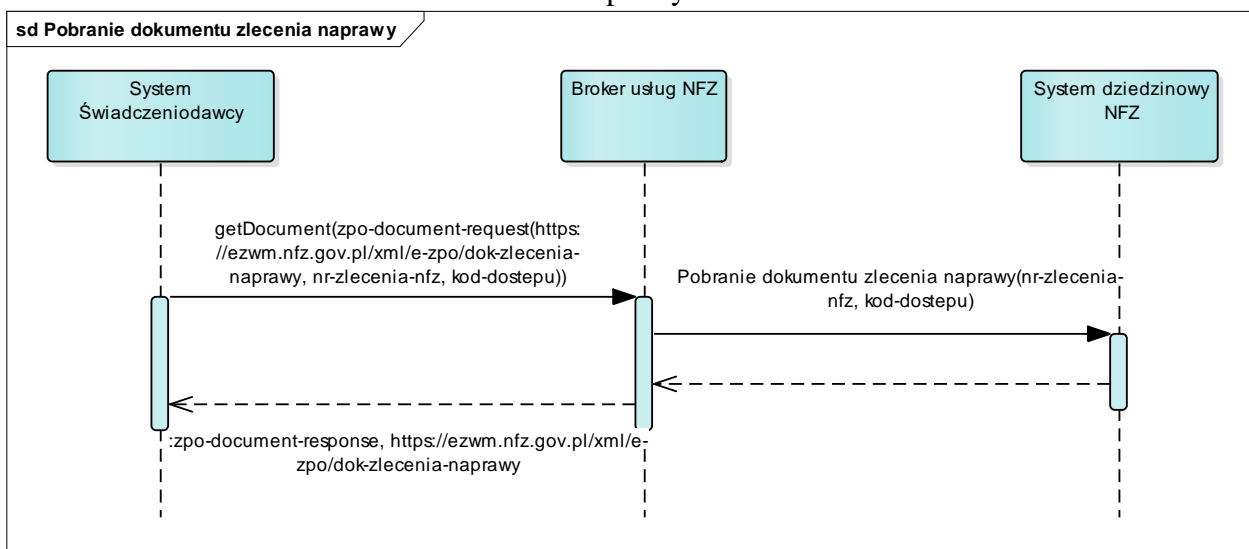 sd Pobranie dokumentu zlecenia naprawy
System
Świadczeniodawcy
Broker usług NFZ
System dziedzinowy
NFZ
getDocument(zpo-document-request(https:
//ezwm.nfz.gov.pl/xml/e-zpo/dok-zlecenia-
naprawy, nr-zlecenia-nfz, kod-dostepu))
Pobranie dokumentu zlecenia naprawy(nr-zlecenia-
nfz, kod-dostepu)
:zpo-document-response, https://ezwm.nfz.gov.pl/xml/e-
zpo/dok-zlecenia-naprawy